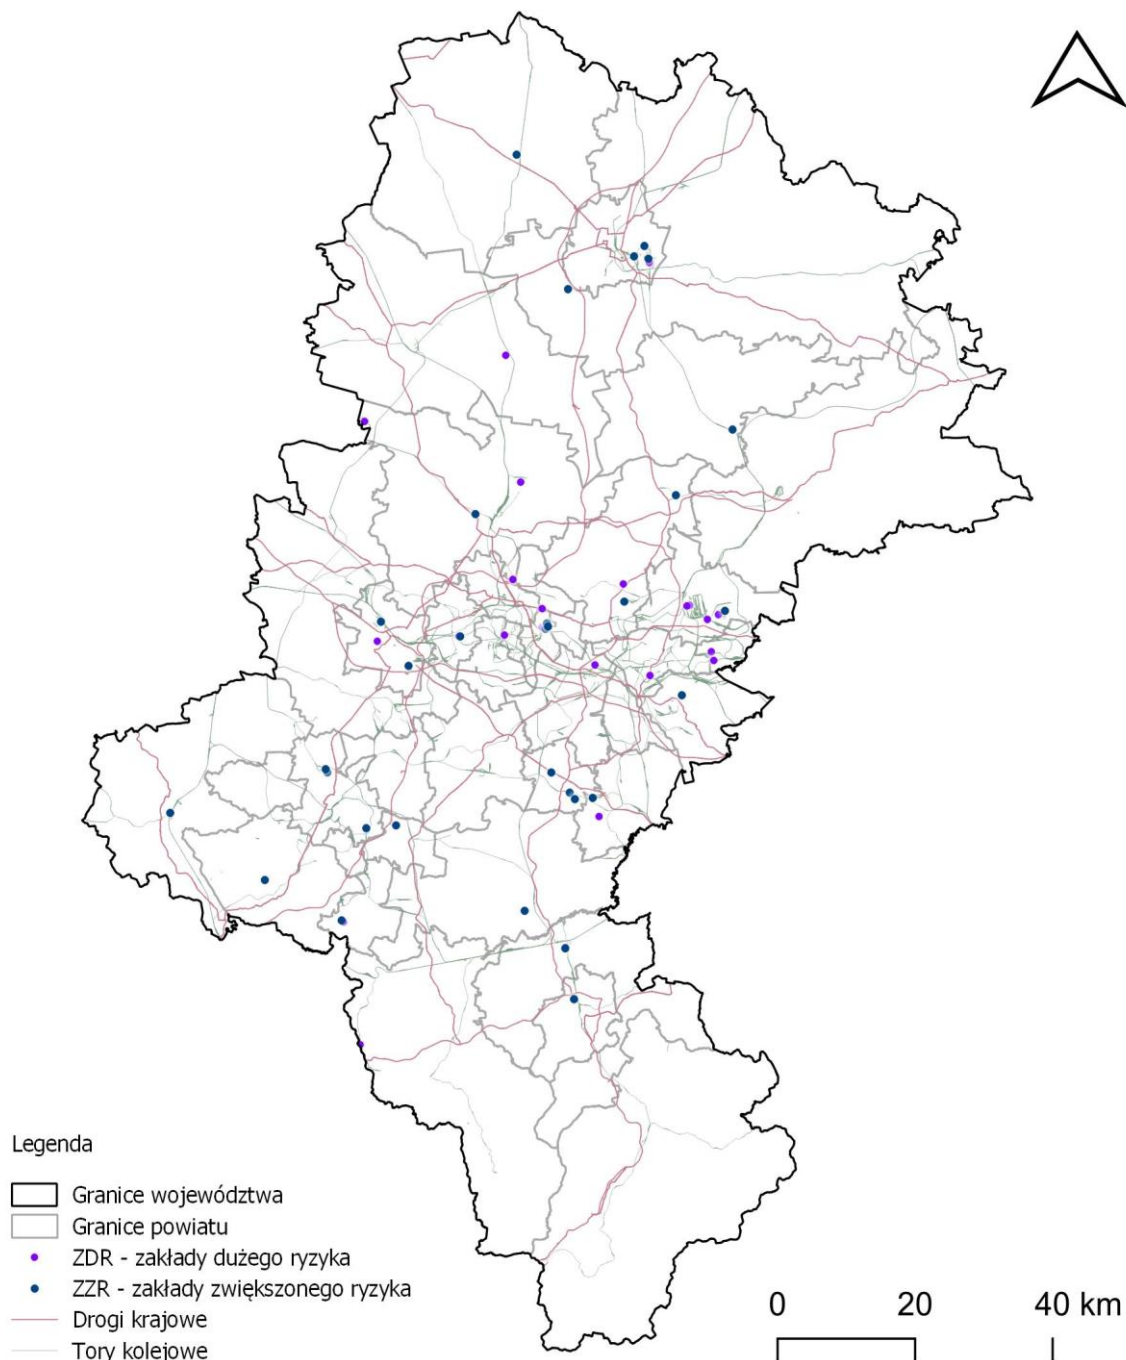 Legenda
Granice województwa
Granice powiatu
ZDR - zakłady dużego ryzyka
ZZR - zakłady zwiększonego ryzyka
Drogi krajowe
Tory kolejowe
0 20 40 km